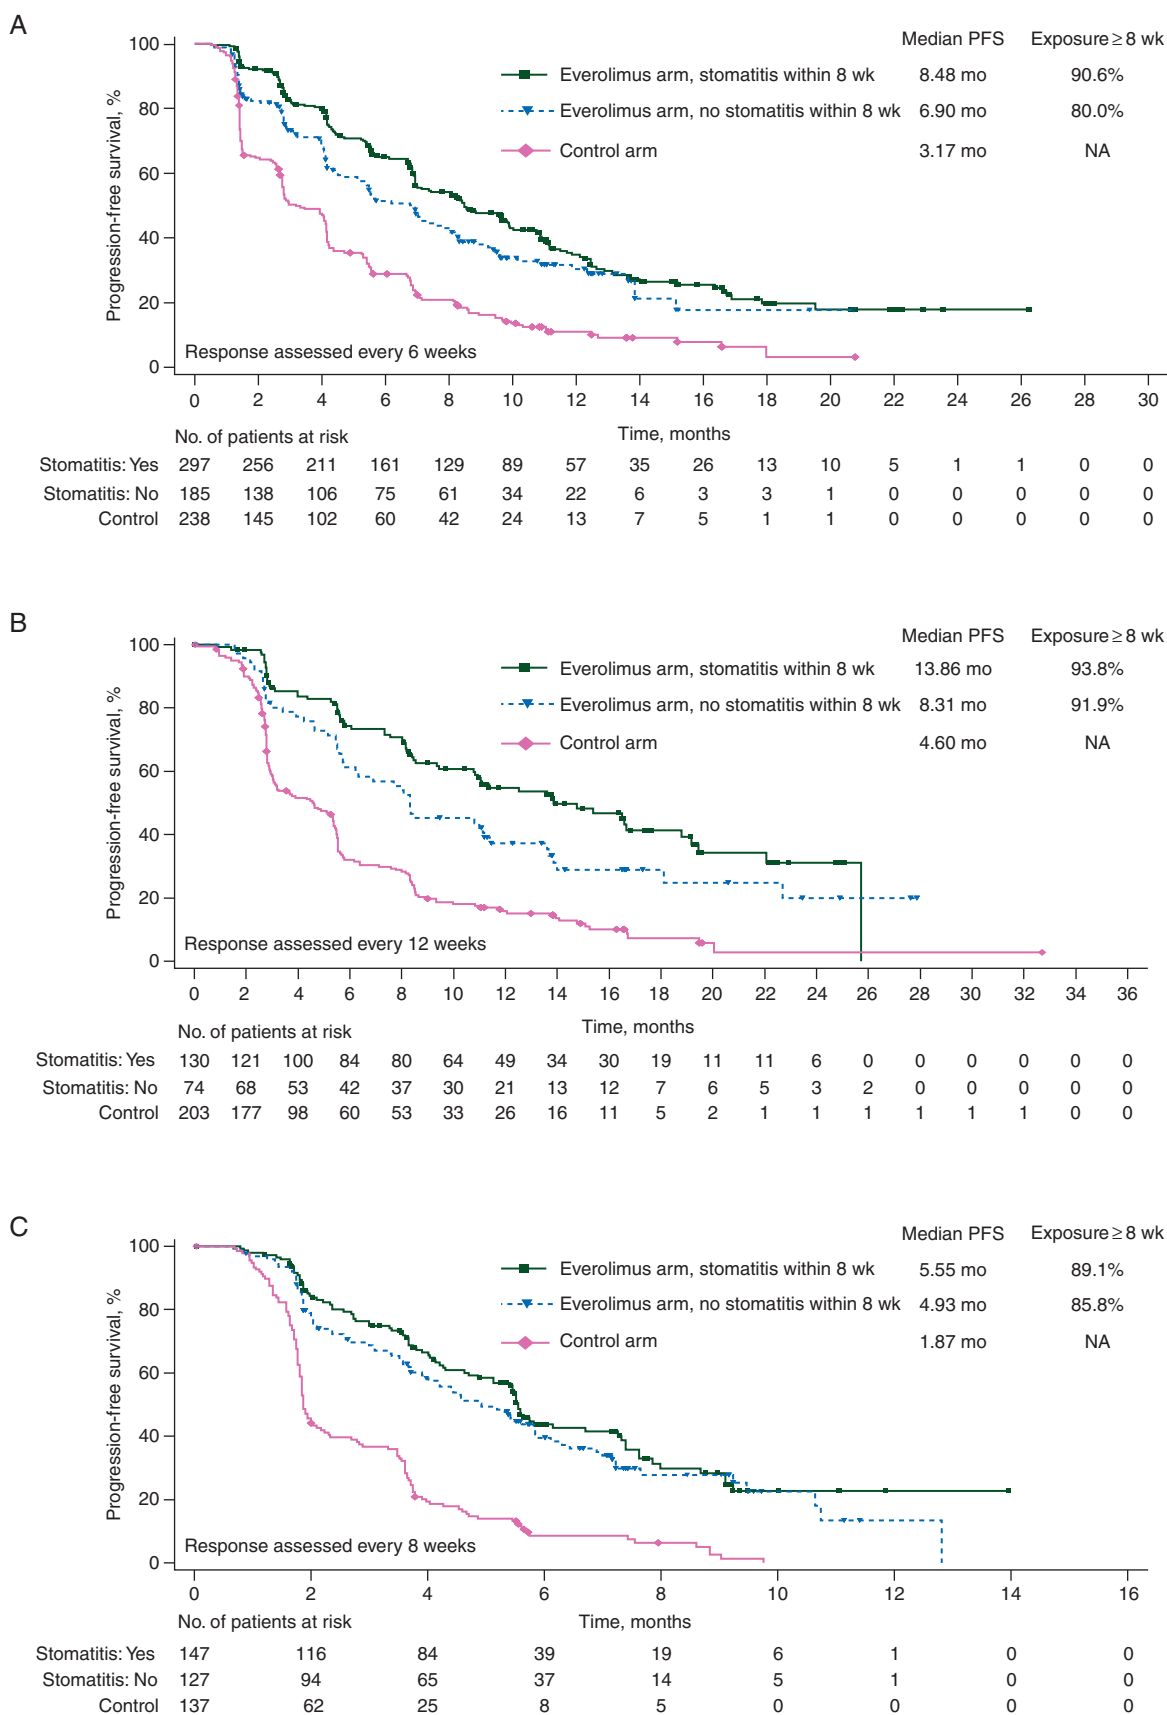 A
Median PFS Exposure ≥ 8 wk
Everolimus arm, stomatitis within 8 wk 8.48 mo 90.6%
Everolimus arm, no stomatitis within 8 wk 6.90 mo 80.0%
Control arm 3.17 mo NA
Progression-free survival, %
100
80
60
40
20
0
Response assessed every 6 weeks
0 2 4 6 8 10 12 14 16 18 20 22 24 26 28 30
No. of patients at risk Time, months
Stomatitis: Yes 297 256 211 161 129 89 57 35 26 13 10 5 1 1 0 0
Stomatitis: No 185 138 106 75 61 34 22 6 3 3 1 0 0 0 0 0
Control 238 145 102 60 42 24 13 7 5 1 1 0 0 0 0 0
B
Median PFS Exposure ≥ 8 wk
Everolimus arm, stomatitis within 8 wk 13.86 mo 93.8%
Everolimus arm, no stomatitis within 8 wk 8.31 mo 91.9%
Control arm 4.60 mo NA
Progression-free survival, %
100
80
60
40
20
0
Response assessed every 12 weeks
0 2 4 6 8 10 12 14 16 18 20 22 24 26 28 30 32 34 36
No. of patients at risk Time, months
Stomatitis: Yes 130 121 100 84 80 64 49 34 30 19 11 11 6 0 0 0 0 0 0
Stomatitis: No 74 68 53 42 37 30 21 13 12 7 6 5 3 2 0 0 0 0 0
Control 203 177 98 60 53 33 26 16 11 5 2 1 1 1 1 1 1 0 0
C
Median PFS Exposure ≥ 8 wk
Everolimus arm, stomatitis within 8 wk 5.55 mo 89.1%
Everolimus arm, no stomatitis within 8 wk 4.93 mo 85.8%
Control arm 1.87 mo NA
Progression-free survival, %
100
80
60
40
20
0
Response assessed every 8 weeks
0 2 4 6 8 10 12 14 16
No. of patients at risk Time, months
Stomatitis: Yes 147 116 84 39 19 6 1 0 0
Stomatitis: No 127 94 65 37 14 5 1 0 0
Control 137 62 25 8 5 0 0 0 0